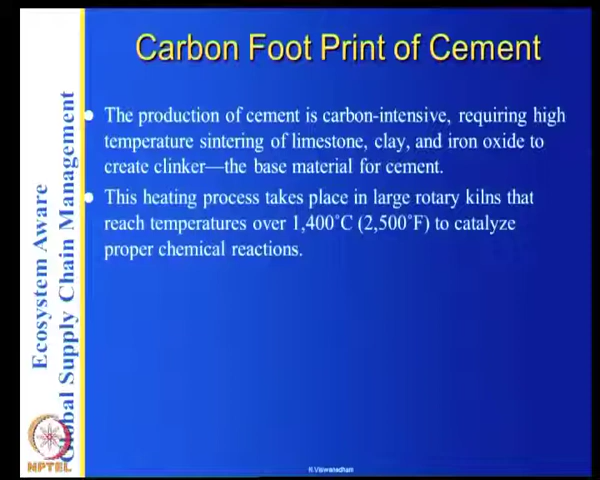 Carbon Foot Print of Cement
The production of cement is carbon-intensive, requiring high
temperature sintering of limestone, clay, and iron oxide to
create clinker—the base material for cement.
This heating process takes place in large rotary kilns that
reach temperatures over 1,400˚C (2,500˚F) to catalyze
proper chemical reactions.
Ecosystem Aware
Global Supply Chain Management
NPTEL
N.Viswanadham